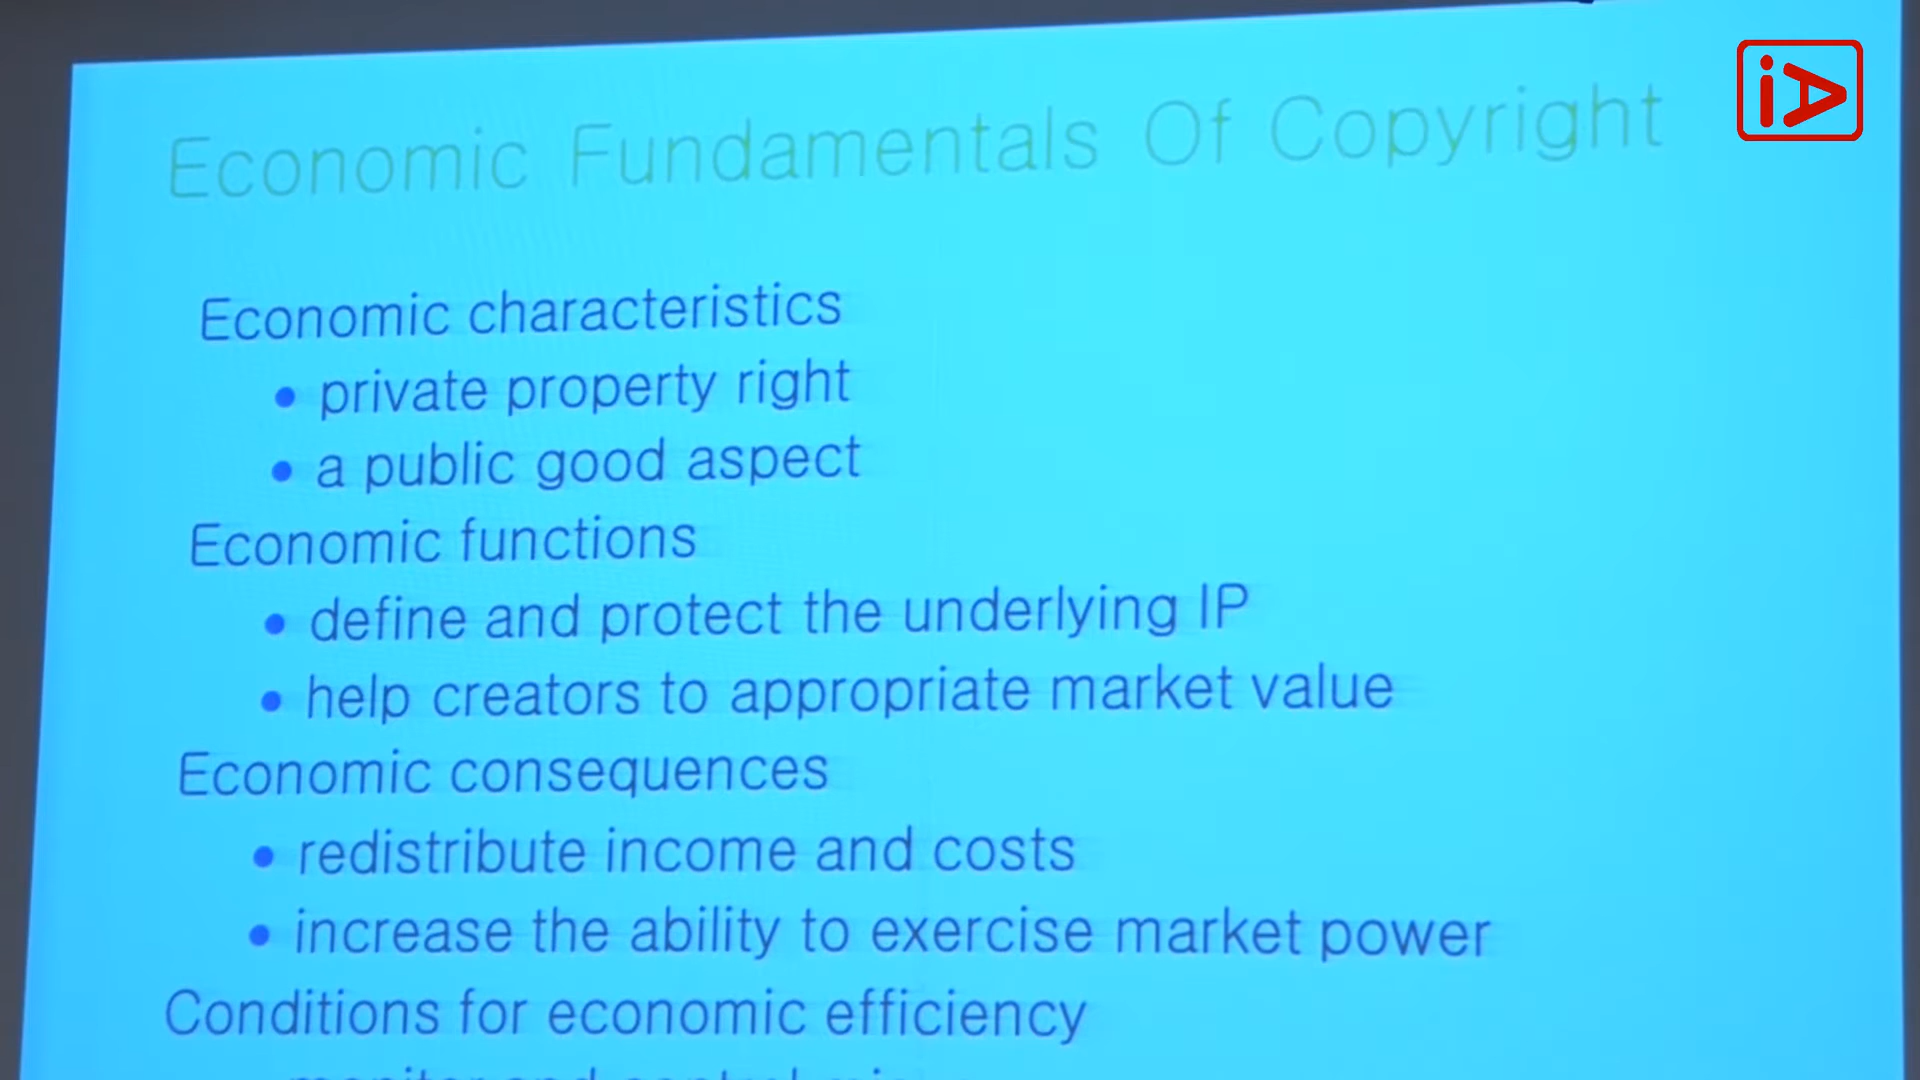 iA
Economic Fundamentals Of Copyright
Economic characteristics
• private property right
• a public good aspect
Economic functions
• define and protect the underlying IP
• help creators to appropriate market value
Economic consequences
• redistribute income and costs
• increase the ability to exercise market power
Conditions for economic efficiency